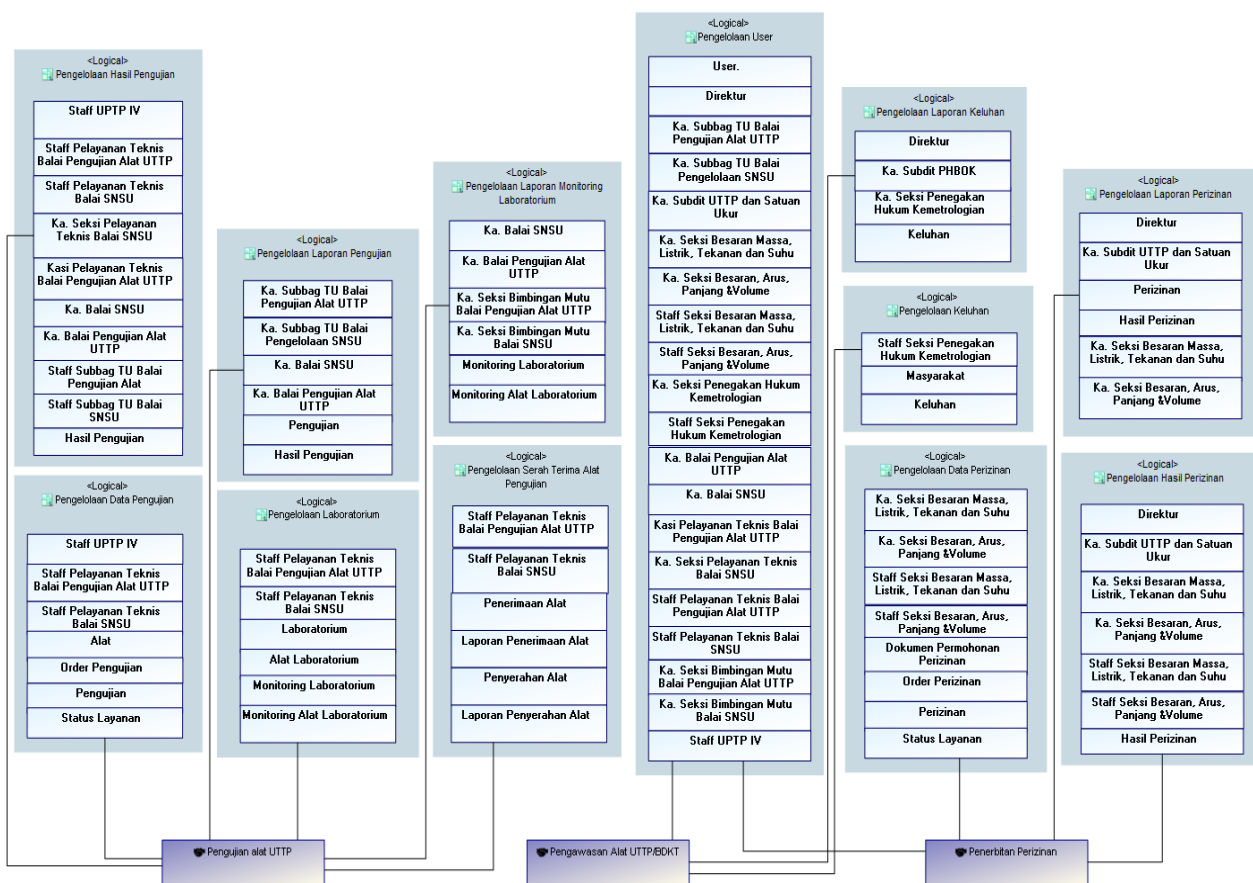 <Logical>
Pengelolaan Hasil Pengujian
Staff UPTP IV
Staff Pelayanan Teknis
Balai Pengujian Alat UTTP
Staff Pelayanan Teknis
Balai SNSU
Ka. Seksi Pelayanan
Teknis Balai SNSU
Kasi Pelayanan Teknis
Balai Pengujian Alat UTTP
Ka. Balai SNSU
Ka. Balai Pengujian Alat
UTTP
Staff Subbag TU Balai
Pengujian Alat
Staff Subbag TU Balai
SNSU
Hasil Pengujian
<Logical>
Pengelolaan Data Pengujian
Staff UPTP IV
Staff Pelayanan Teknis
Balai Pengujian Alat UTTP
Staff Pelayanan Teknis
Balai SNSU
Alat
Order Pengujian
Pengujian
Status Layanan
<Logical>
Pengelolaan Laporan Pengujian
Ka. Subbag TU Balai
Pengujian Alat UTTP
Ka. Subbag TU Balai
Pengelolaan SNSU
Ka. Balai SNSU
Ka. Balai Pengujian Alat
UTTP
Pengujian
Hasil Pengujian
<Logical>
Pengelolaan Laboratorium
Staff Pelayanan Teknis
Balai Pengujian Alat UTTP
Staff Pelayanan Teknis
Balai SNSU
Laboratorium
Alat Laboratorium
Monitoring Laboratorium
Monitoring Alat Laboratorium
<Logical>
Pengelolaan Laporan Monitoring
Laboratorium
Ka. Balai SNSU
Ka. Balai Pengujian Alat
UTTP
Ka. Seksi Bimbingan Mutu
Balai Pengujian Alat UTTP
Ka. Seksi Bimbingan Mutu
Balai SNSU
Monitoring Laboratorium
Monitoring Alat Laboratorium
<Logical>
Pengelolaan Serah Terima Alat
Pengujian
Staff Pelayanan Teknis
Balai Pengujian Alat UTTP
Staff Pelayanan Teknis
Balai SNSU
Penerimaan Alat
Laporan Penerimaan Alat
Penyerahan Alat
Laporan Penyerahan Alat
<Logical>
Pengelolaan User
User.
Direktur
Ka. Subbag TU Balai
Pengujian Alat UTTP
Ka. Subbag TU Balai
Pengelolaan SNSU
Ka. Subdit UTTP dan Satuan
Ukur
Ka. Seksi Besaran Massa,
Listrik, Tekanan dan Suhu
Ka. Seksi Besaran, Arus,
Panjang &Volume
Staff Seksi Besaran Massa,
Listrik, Tekanan dan Suhu
Staff Seksi Besaran, Arus,
Panjang &Volume
Ka. Seksi Penegakan Hukum
Kemetrologian
Staff Seksi Penegakan
Hukum Kemetrologian
Ka. Balai Pengujian Alat
UTTP
Ka. Balai SNSU
Kasi Pelayanan Teknis Balai
Pengujian Alat UTTP
Ka. Seksi Pelayanan Teknis
Balai SNSU
Staff Pelayanan Teknis Balai
Pengujian Alat UTTP
Staff Pelayanan Teknis Balai
SNSU
Ka. Seksi Bimbingan Mutu
Balai Pengujian Alat UTTP
Ka. Seksi Bimbingan Mutu
Balai SNSU
Staff UPTP IV
<Logical>
Pengelolaan Laporan Keluhan
Direktur
Ka. Subdit PHBOK
Ka. Seksi Penegakan
Hukum Kemetrologian
Keluhan
<Logical>
Pengelolaan Keluhan
Staff Seksi Penegakan
Hukum Kemetrologian
Masyarakat
Keluhan
<Logical>
Pengelolaan Data Perizinan
Ka. Seksi Besaran Massa,
Listrik, Tekanan dan Suhu
Ka. Seksi Besaran, Arus,
Panjang &Volume
Staff Seksi Besaran Massa,
Listrik, Tekanan dan Suhu
Staff Seksi Besaran, Arus,
Panjang &Volume
Dokumen Permohonan
Perizinan
Order Perizinan
Perizinan
Status Layanan
<Logical>
Pengelolaan Laporan Perizinan
Direktur
Ka. Subdit UTTP dan Satuan
Ukur
Perizinan
Hasil Perizinan
Ka. Seksi Besaran Massa,
Listrik, Tekanan dan Suhu
Ka. Seksi Besaran, Arus,
Panjang &Volume
<Logical>
Pengelolaan Hasil Perizinan
Direktur
Ka. Subdit UTTP dan Satuan
Ukur
Ka. Seksi Besaran Massa,
Listrik, Tekanan dan Suhu
Ka. Seksi Besaran, Arus,
Panjang &Volume
Staff Seksi Besaran Massa,
Listrik, Tekanan dan Suhu
Staff Seksi Besaran, Arus,
Panjang &Volume
Hasil Perizinan
Pengujian alat UTTP
Pengawasan Alat UTTP/BDKT
Penerbitan Perizinan